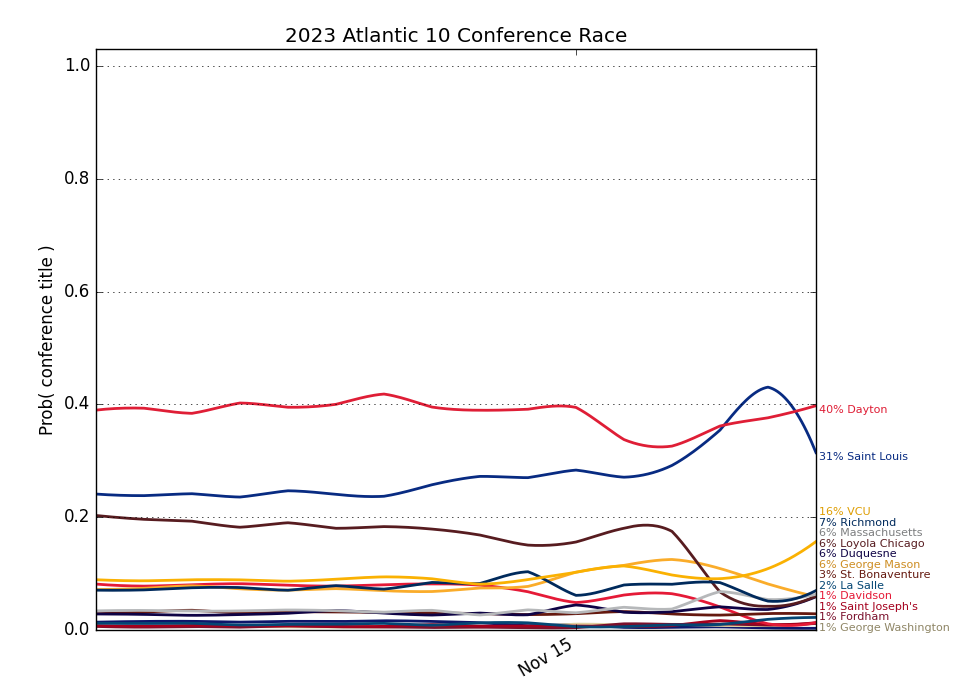 2023 Atlantic 10 Conference Race
Prob( conference title )
1.0
0.8
0.6
0.4
0.2
0.0
Nov 15
40% Dayton
31% Saint Louis
16% VCU
7% Richmond
6% Massachusetts
6% Loyola Chicago
6% Duquesne
6% George Mason
3% St. Bonaventure
2% La Salle
1% Davidson
1% Saint Joseph's
1% Fordham
1% George Washington